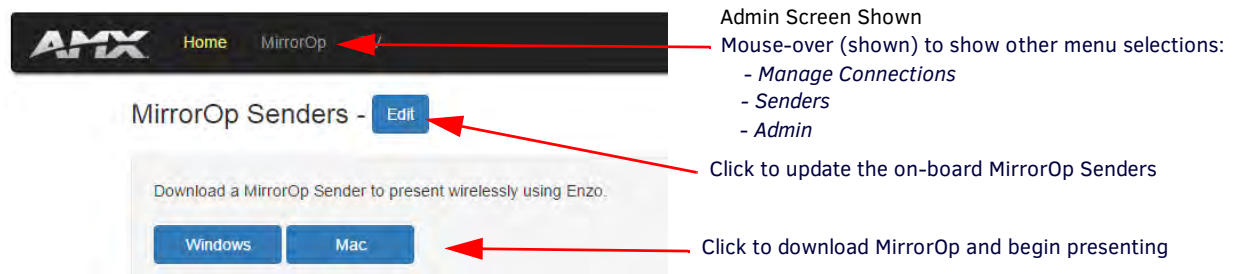 Admin Screen Shown
AMX Home MirrorOp
Mouse-over (shown) to show other menu selections:
- Manage Connections
- Senders
- Admin
MirrorOp Senders - Edit
Click to update the on-board MirrorOp Senders
Download a MirrorOp Sender to present wirelessly using Enzo.
Windows Mac
Click to download MirrorOp and begin presenting